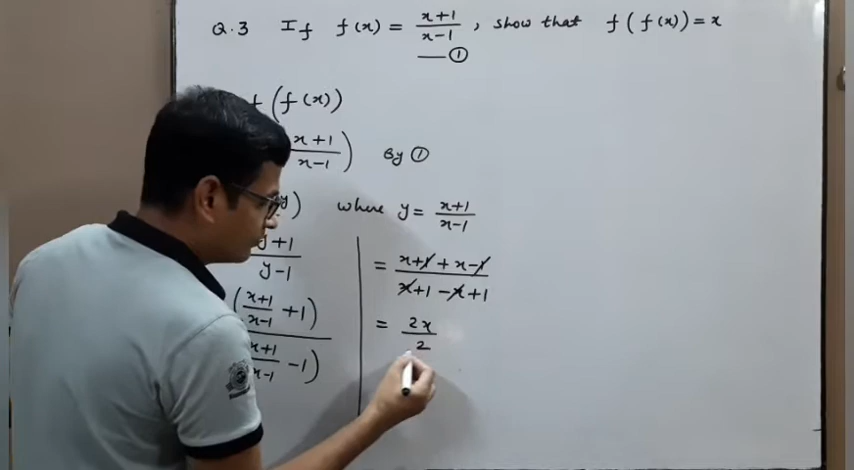 Q.3 If f(x) = x+1/x-1, show that f(f(x)) = x
—①
f(f(x))
x+1/x-1) By ①
y) where y = x+1/x-1
y+1/y-1
(x+1/x-1 + 1)/x+1/x-1 - 1)
= x+1+x-1/x+1-x+1
= 2x/2